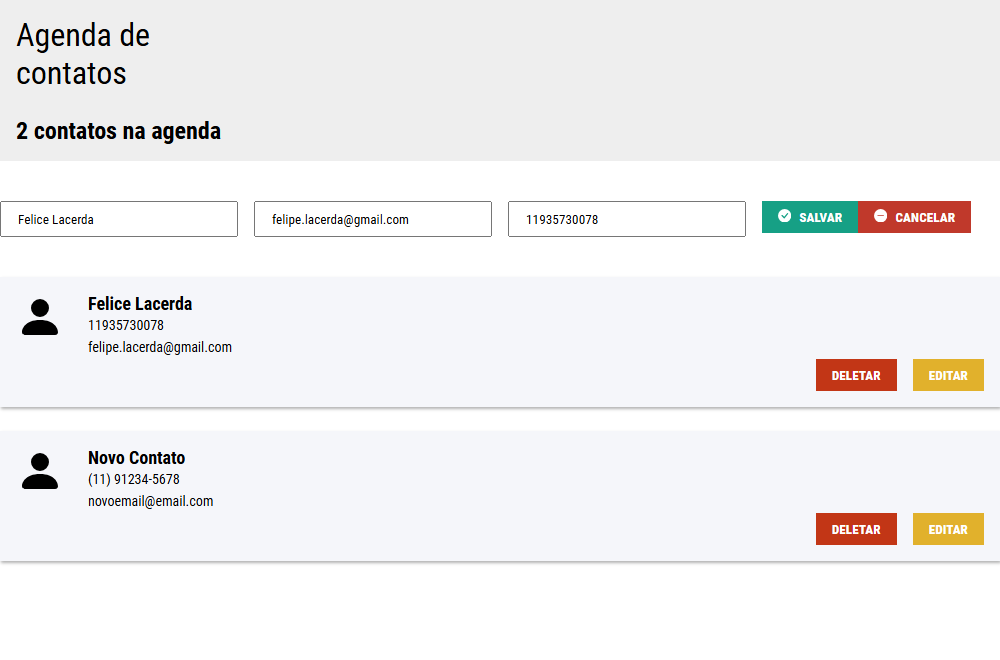 Agenda de
contatos
2 contatos na agenda
Felice Lacerda
felipe.lacerda@gmail.com
11935730078
SALVAR
CANCELAR
Felice Lacerda
11935730078
felipe.lacerda@gmail.com
DELETAR
EDITAR
Novo Contato
(11) 91234-5678
novoemail@email.com
DELETAR
EDITAR